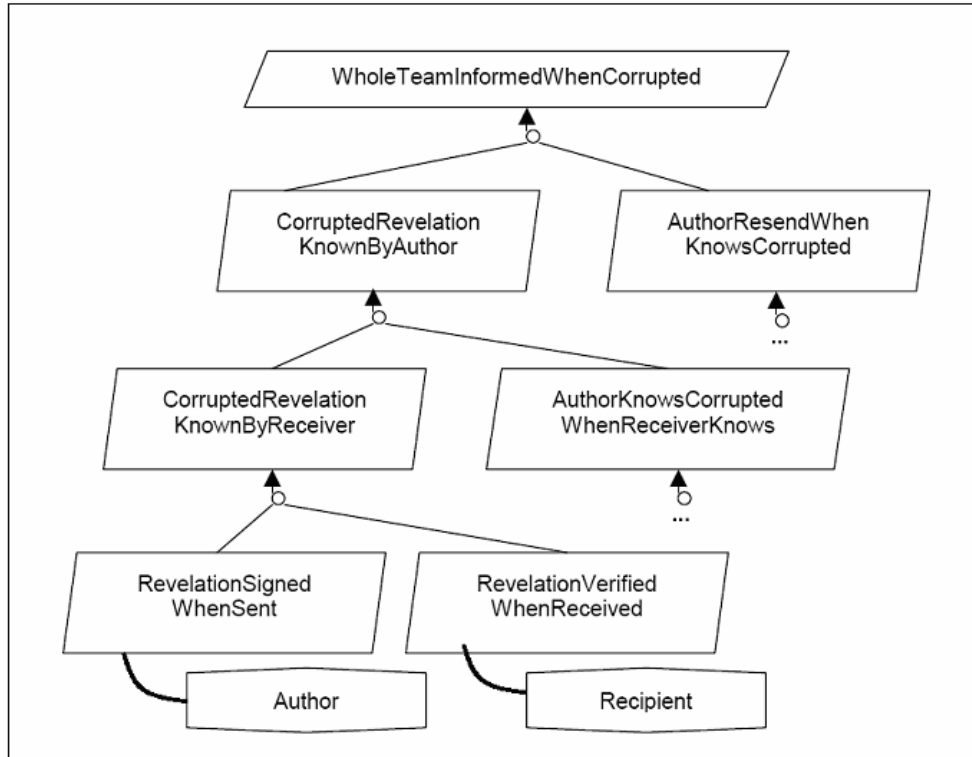 WholeTeamInformedWhenCorrupted
CorruptedRevelation
KnownByAuthor
AuthorResendWhen
KnowsCorrupted
...
CorruptedRevelation
KnownByReceiver
AuthorKnowsCorrupted
WhenReceiverKnows
...
RevelationSigned
WhenSent
RevelationVerified
WhenReceived
Author
Recipient